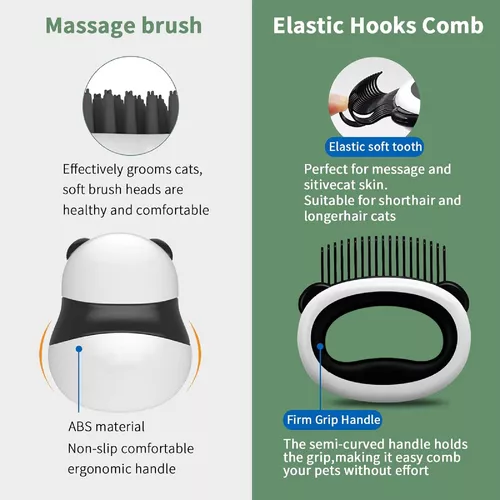 Massage brush
Effectively grooms cats,
soft brush heads are
healthy and comfortable
ABS material
Non-slip comfortable
ergonomic handle
Elastic Hooks Comb
Elastic soft tooth
Perfect for message and
sitivecat skin.
Suitable for shorthair and
longerhair cats
Firm Grip Handle
The semi-curved handle holds
the grip,making it easy comb
your pets without effort